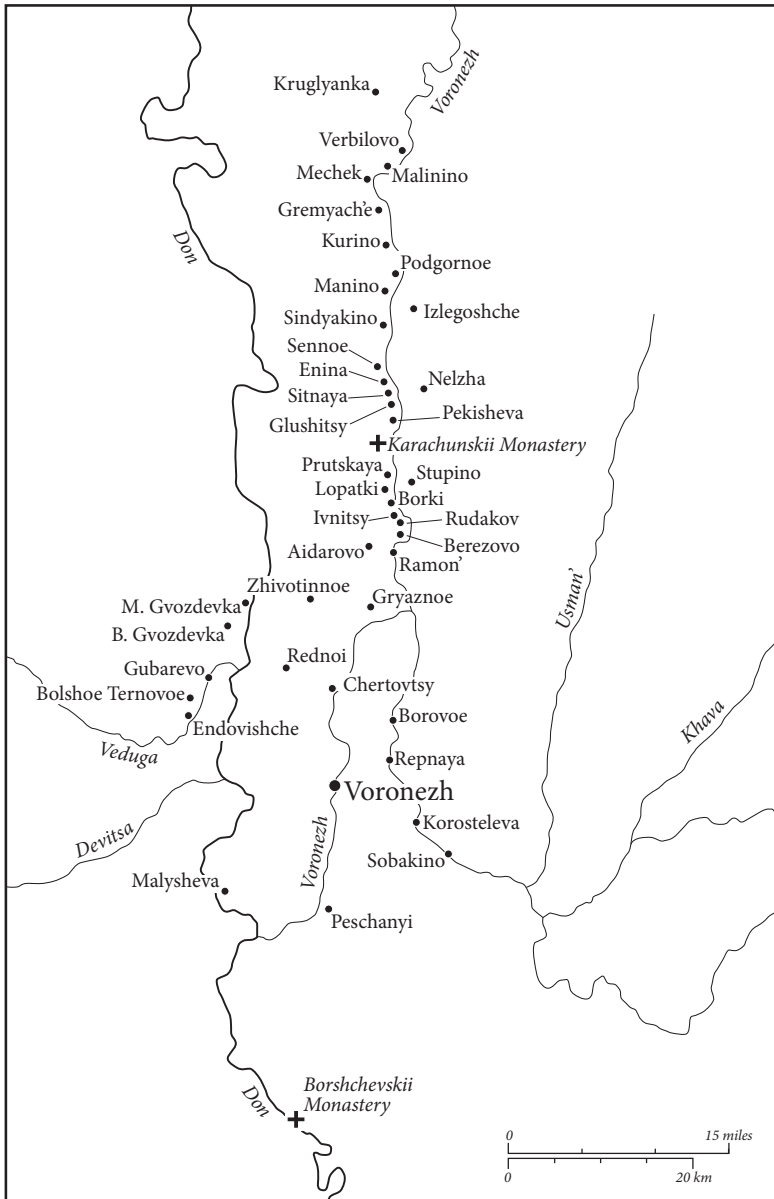 Kruglyanka
Voronezh
Verbilovo
Malinino
Mechek
Gremyach'e
Kurino
Don
Podgornoe
Manino
Izlegoshche
Sindyakino
Sennoe
Enina
Nelzha
Sitnaya
Pekisheva
Glushitsy
Karachunskii Monastery
Prutskaya
Stupino
Lopatki
Borki
Ivnitsy
Rudakov
Berezovo
Aidarovo
Ramon'
Zhivotinnoe
M. Gvozdevka
Gryaznoe
B. Gvozdevka
Usman'
Rednoi
Gubarevo
Chertovtsy
Bolshoe Ternovoe
Endovishche
Borovoe
Khava
Veduga
Repnaya
Voronezh
Devitsa
Korosteleva
Voronezh
Sobakino
Malysheva
Peschanyi
Don
Borshchevskii
Monastery
0 15 miles
0 20 km